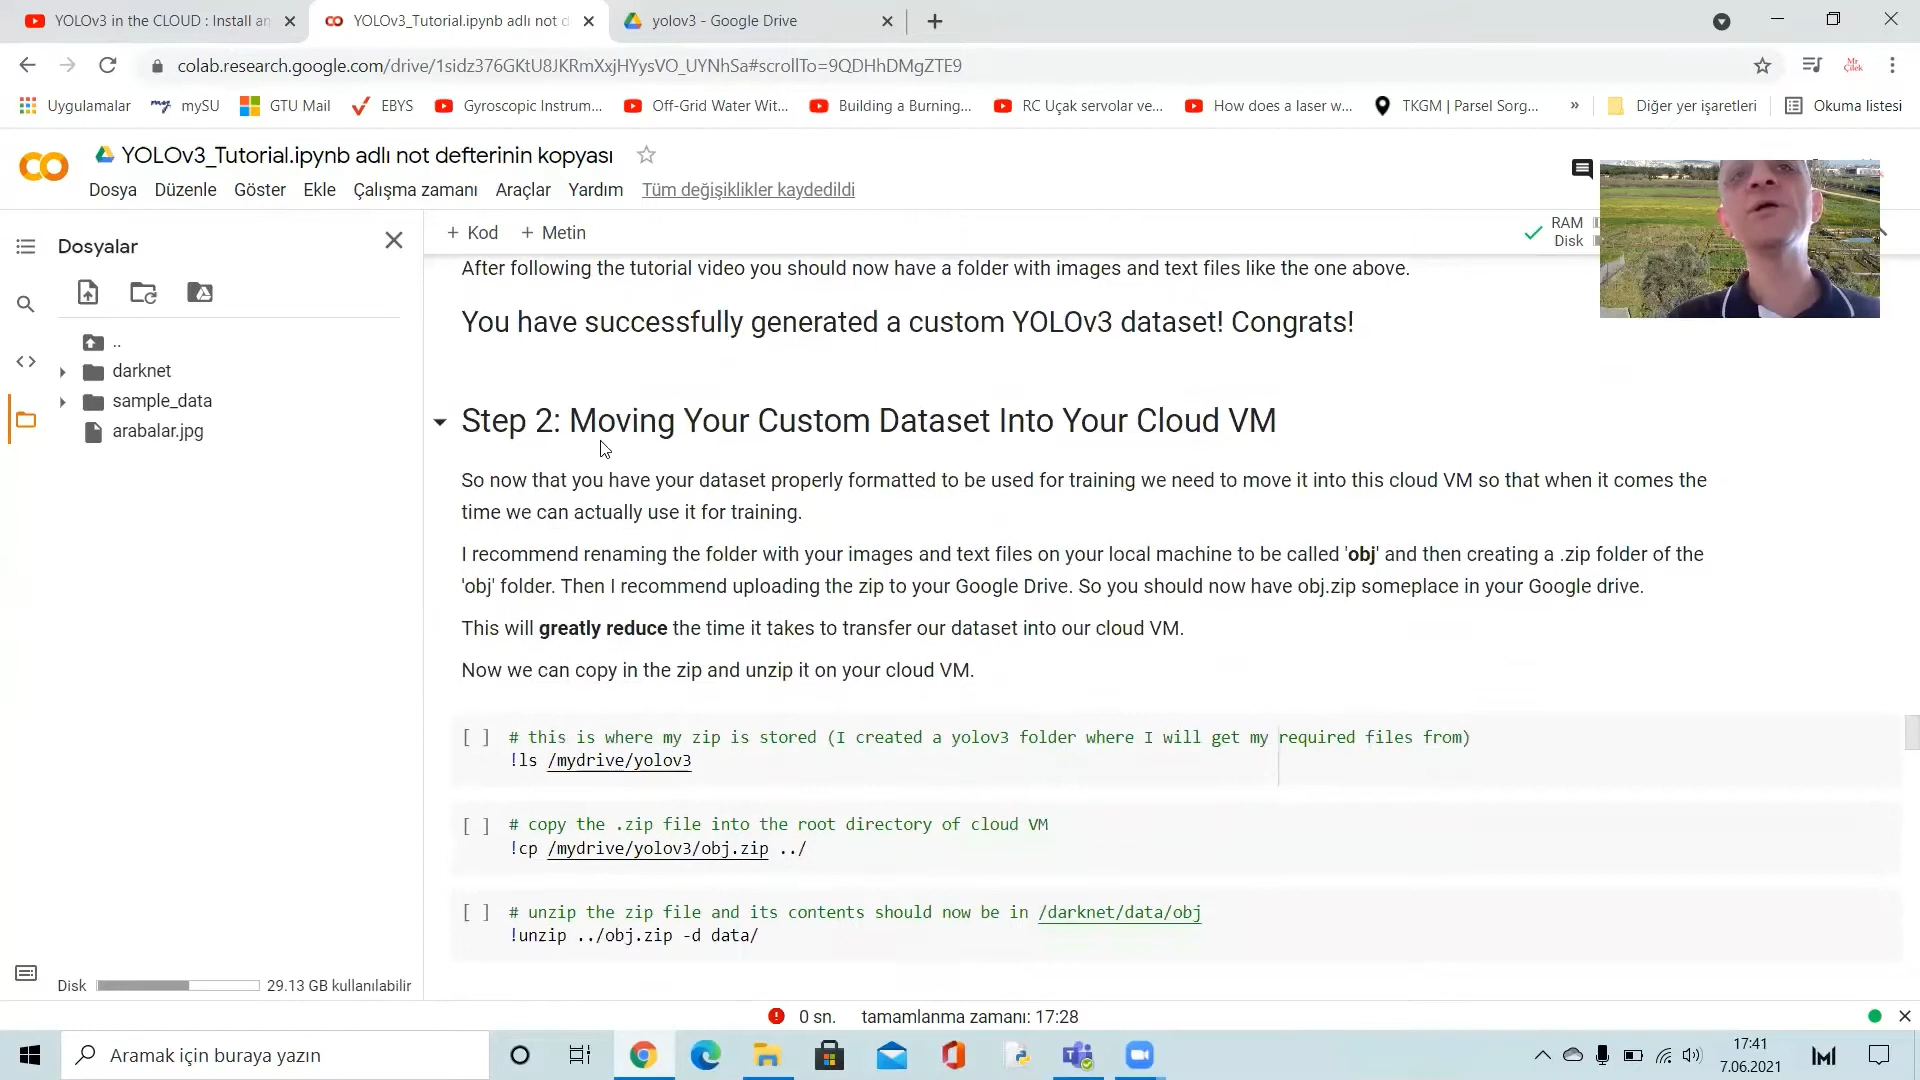 YOLOv3 in the CLOUD : Install an
YOLOv3_Tutorial.ipynb adlı not d
yolov3 - Google Drive
colab.research.google.com/drive/1sidz376GKtU8JKRmXxjHYysVO_UYNhSa#scrollTo=9QDHhDMgZTE9
Mr Çilek
Uygulamalar
mySU
GTU Mail
EBYS
Gyroscopic Instrum...
Off-Grid Water Wit...
Building a Burning...
RC Uçak servolar ve...
How does a laser w...
TKGM | Parsel Sorg...
»
Diğer yer işaretleri
Okuma listesi
YOLOv3_Tutorial.ipynb adlı not defterinin kopyası
Dosya Düzenle Göster Ekle Çalışma zamanı Araçlar Yardım Tüm değişiklikler kaydedildi
Dosyalar
+ Kod + Metin
RAM
Disk
..
darknet
sample_data
arabalar.jpg
After following the tutorial video you should now have a folder with images and text files like the one above.
You have successfully generated a custom YOLOv3 dataset! Congrats!
Step 2: Moving Your Custom Dataset Into Your Cloud VM
So now that you have your dataset properly formatted to be used for training we need to move it into this cloud VM so that when it comes the
time we can actually use it for training.
I recommend renaming the folder with your images and text files on your local machine to be called 'obj' and then creating a .zip folder of the
'obj' folder. Then I recommend uploading the zip to your Google Drive. So you should now have obj.zip someplace in your Google drive.
This will greatly reduce the time it takes to transfer our dataset into our cloud VM.
Now we can copy in the zip and unzip it on your cloud VM.
[ ] # this is where my zip is stored (I created a yolov3 folder where I will get my required files from)
!ls /mydrive/yolov3
[ ] # copy the .zip file into the root directory of cloud VM
!cp /mydrive/yolov3/obj.zip ../
[ ] # unzip the zip file and its contents should now be in /darknet/data/obj
!unzip ../obj.zip -d data/
Disk 29.13 GB kullanılabilir
0 sn. tamamlanma zamanı: 17:28
Aramak için buraya yazın
17:41
7.06.2021